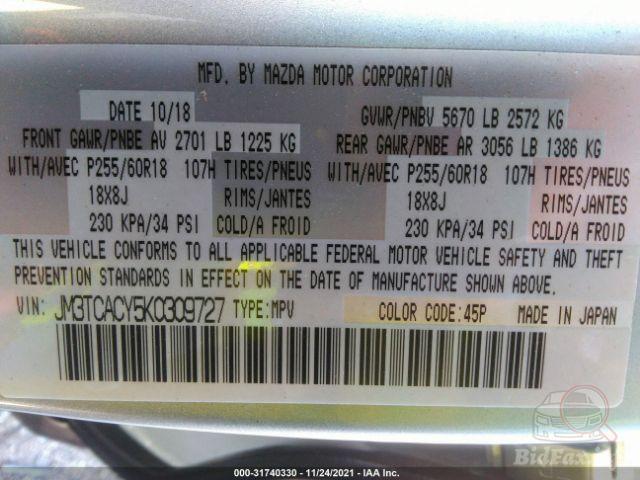 MFD. BY MAZDA MOTOR CORPORATION
DATE 10/18 GVWR/PNBV 5670 LB 2572 KG
FRONT GAWR/PNBE AV 2701 LB 1225 KG REAR GAWR/PNBE AR 3056 LB 1386 KG
WITH/AVEC P255/60R18 107H TIRES/PNEUS WITH/AVEC P255/60R18 107H TIRES/PNEUS
18X8J RIMS/JANTES 18X8J RIMS/JANTES
230 KPA/34 PSI COLD/A FROID 230 KPA/34 PSI COLD/A FROID
THIS VEHICLE CONFORMS TO ALL APPLICABLE FEDERAL MOTOR VEHICLE SAFETY AND THEFT
PREVENTION STANDARDS IN EFFECT ON THE DATE OF MANUFACTURE SHOWN ABOVE.
VIN: JM3TCACY5K0309727 TYPE:MPV COLOR CODE:45P MADE IN JAPAN
BidFax
000-31740330 — 11/24/2021 — IAA Inc.